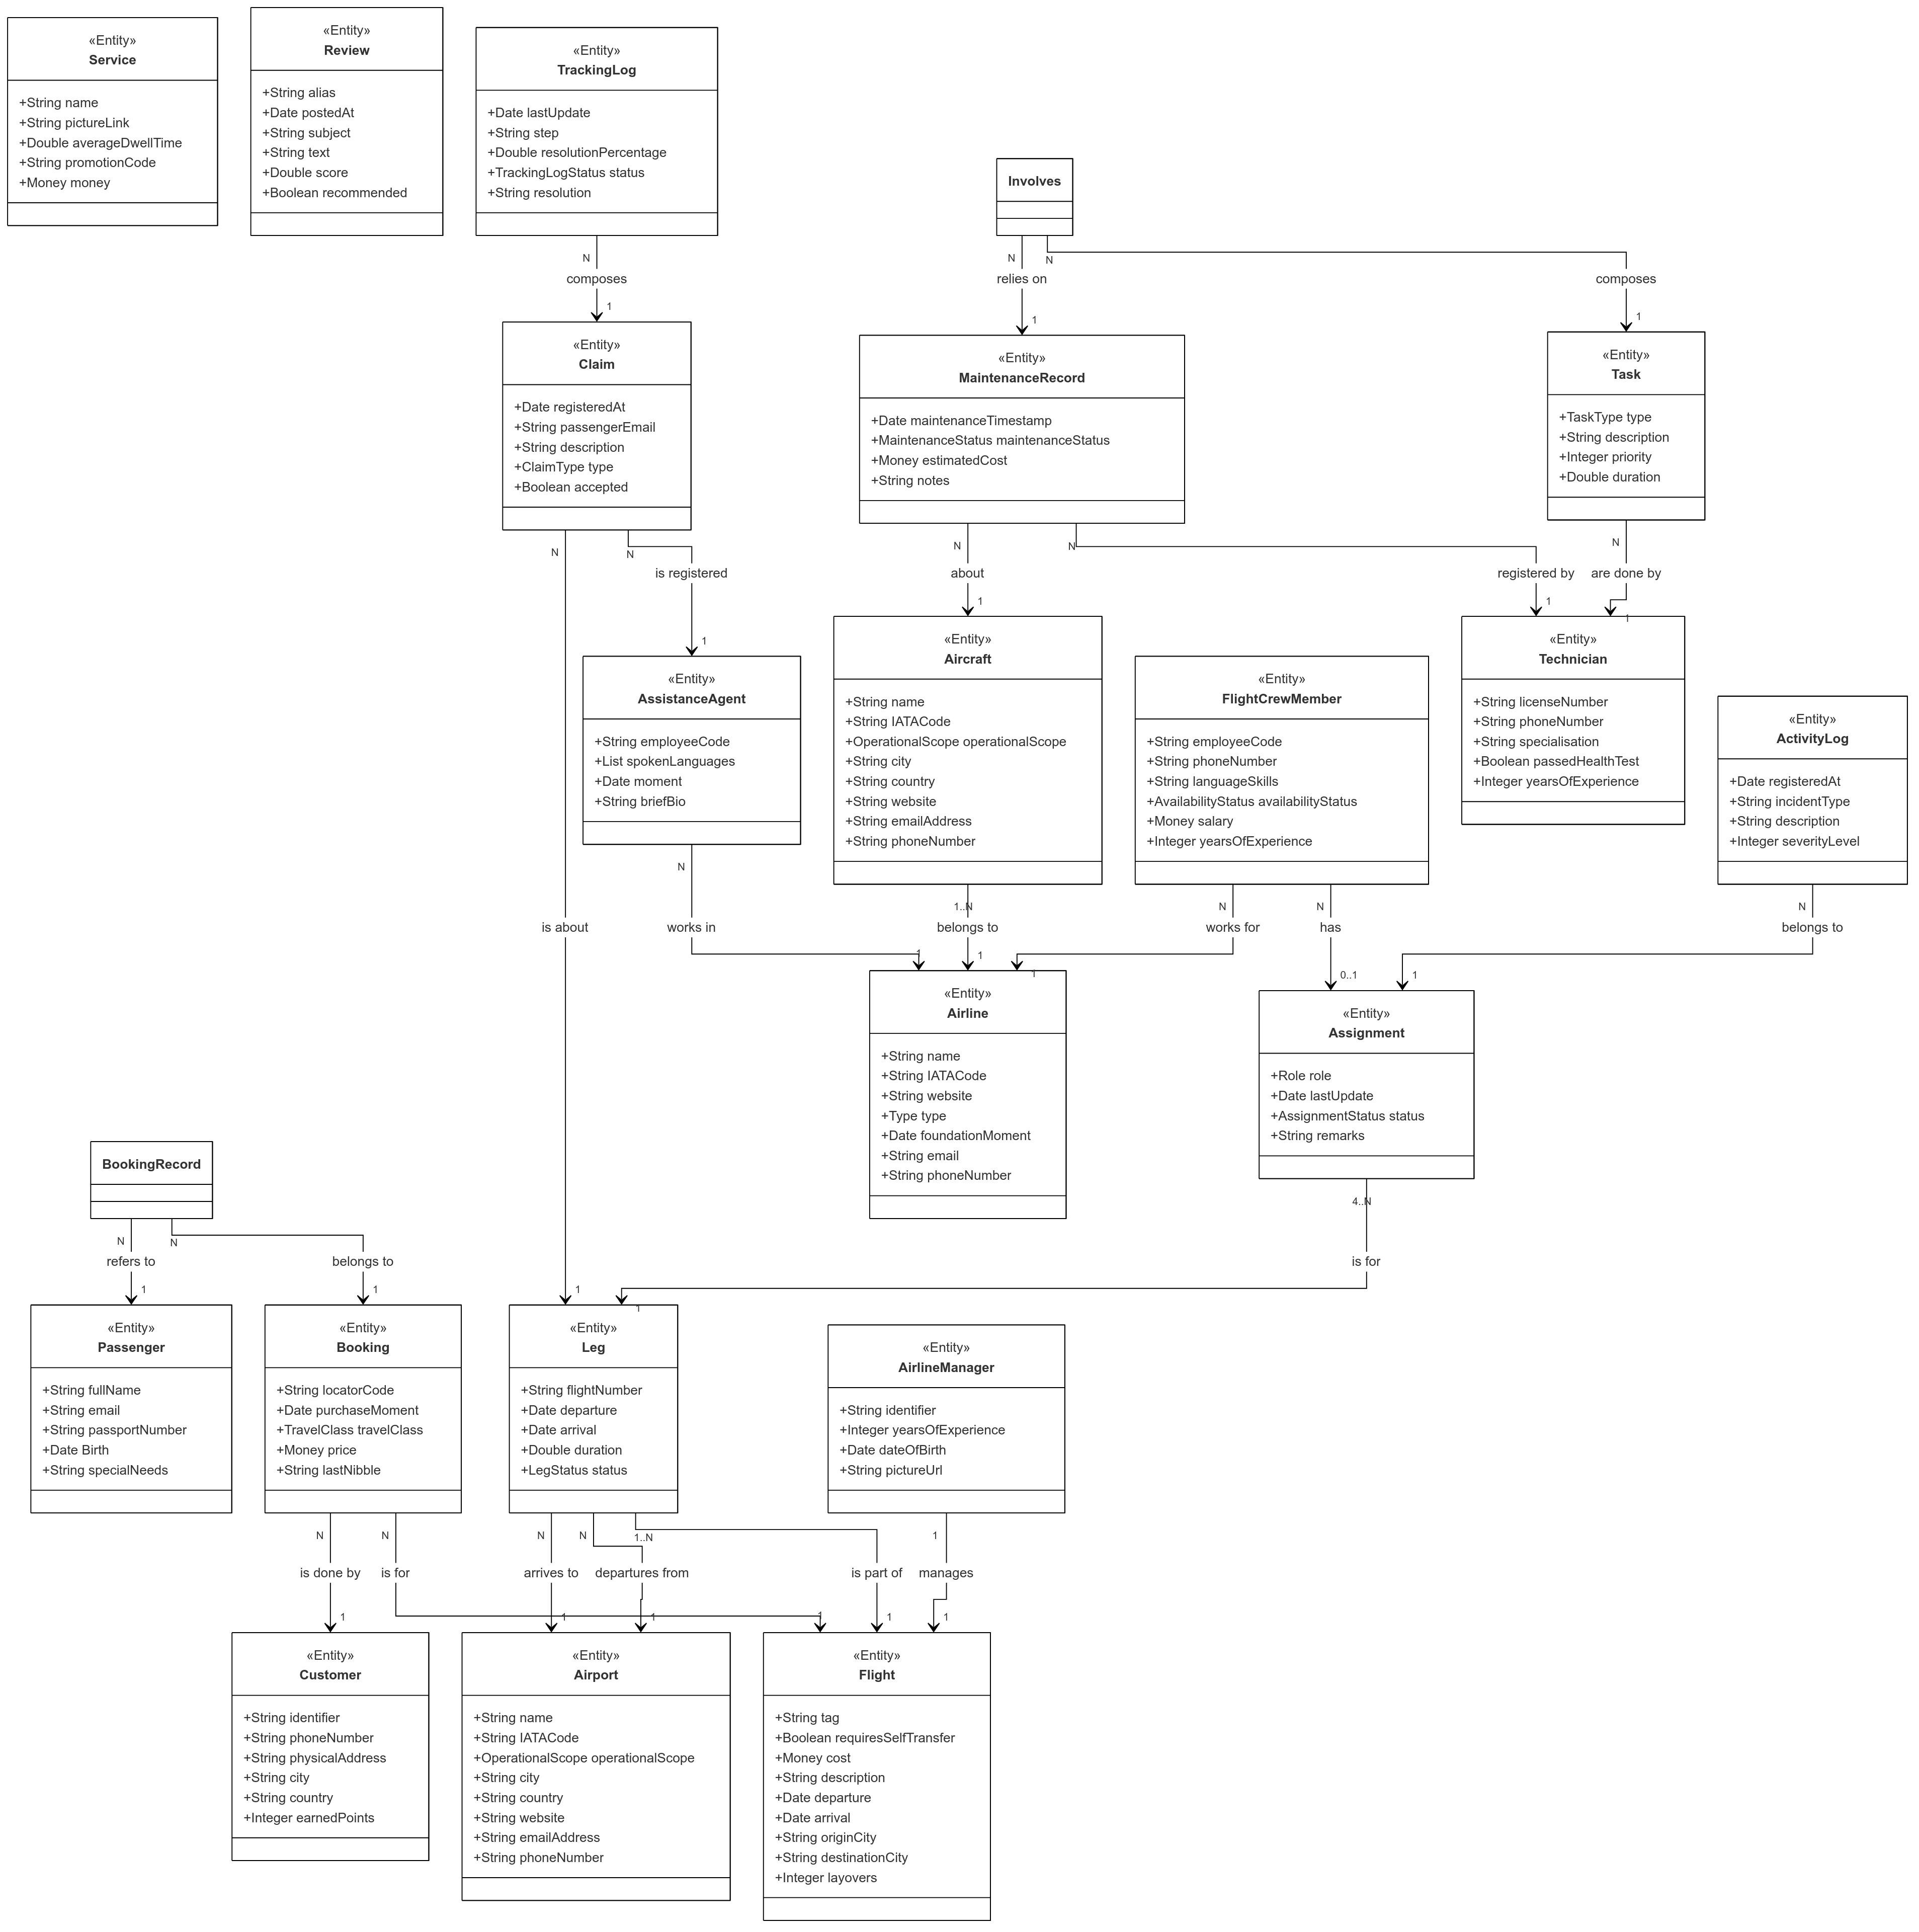 «Entity»
Service
+String name
+String pictureLink
+Double averageDwellTime
+String promotionCode
+Money money
«Entity»
Review
+String alias
+Date postedAt
+String subject
+String text
+Double score
+Boolean recommended
«Entity»
TrackingLog
+Date lastUpdate
+String step
+Double resolutionPercentage
+TrackingLogStatus status
+String resolution
Involves
N
composes
1
N
relies on
1
N
composes
1
«Entity»
Claim
+Date registeredAt
+String passengerEmail
+String description
+ClaimType type
+Boolean accepted
«Entity»
MaintenanceRecord
+Date maintenanceTimestamp
+MaintenanceStatus maintenanceStatus
+Money estimatedCost
+String notes
«Entity»
Task
+TaskType type
+String description
+Integer priority
+Double duration
N
is about
1
N
is registered
1
N
about
1
N
registered by
1
N
are done by
1
«Entity»
AssistanceAgent
+String employeeCode
+List spokenLanguages
+Date moment
+String briefBio
«Entity»
Aircraft
+String name
+String IATACode
+OperationalScope operationalScope
+String city
+String country
+String website
+String emailAddress
+String phoneNumber
«Entity»
FlightCrewMember
+String employeeCode
+String phoneNumber
+String languageSkills
+AvailabilityStatus availabilityStatus
+Money salary
+Integer yearsOfExperience
«Entity»
Technician
+String licenseNumber
+String phoneNumber
+String specialisation
+Boolean passedHealthTest
+Integer yearsOfExperience
«Entity»
ActivityLog
+Date registeredAt
+String incidentType
+String description
+Integer severityLevel
N
works in
1
1..N
belongs to
1
N
works for
1
N
has
0..1
N
belongs to
1
«Entity»
Airline
+String name
+String IATACode
+String website
+Type type
+Date foundationMoment
+String email
+String phoneNumber
«Entity»
Assignment
+Role role
+Date lastUpdate
+AssignmentStatus status
+String remarks
4..N
is for
1
BookingRecord
N
refers to
1
N
belongs to
1
«Entity»
Passenger
+String fullName
+String email
+String passportNumber
+Date Birth
+String specialNeeds
«Entity»
Booking
+String locatorCode
+Date purchaseMoment
+TravelClass travelClass
+Money price
+String lastNibble
«Entity»
Leg
+String flightNumber
+Date departure
+Date arrival
+Double duration
+LegStatus status
«Entity»
AirlineManager
+String identifier
+Integer yearsOfExperience
+Date dateOfBirth
+String pictureUrl
N
is done by
1
N
is for
1
N
arrives to
1
N
departures from
1
1..N
is part of
1
1
manages
1
«Entity»
Customer
+String identifier
+String phoneNumber
+String physicalAddress
+String city
+String country
+Integer earnedPoints
«Entity»
Airport
+String name
+String IATACode
+OperationalScope operationalScope
+String city
+String country
+String website
+String emailAddress
+String phoneNumber
«Entity»
Flight
+String tag
+Boolean requiresSelfTransfer
+Money cost
+String description
+Date departure
+Date arrival
+String originCity
+String destinationCity
+Integer layovers